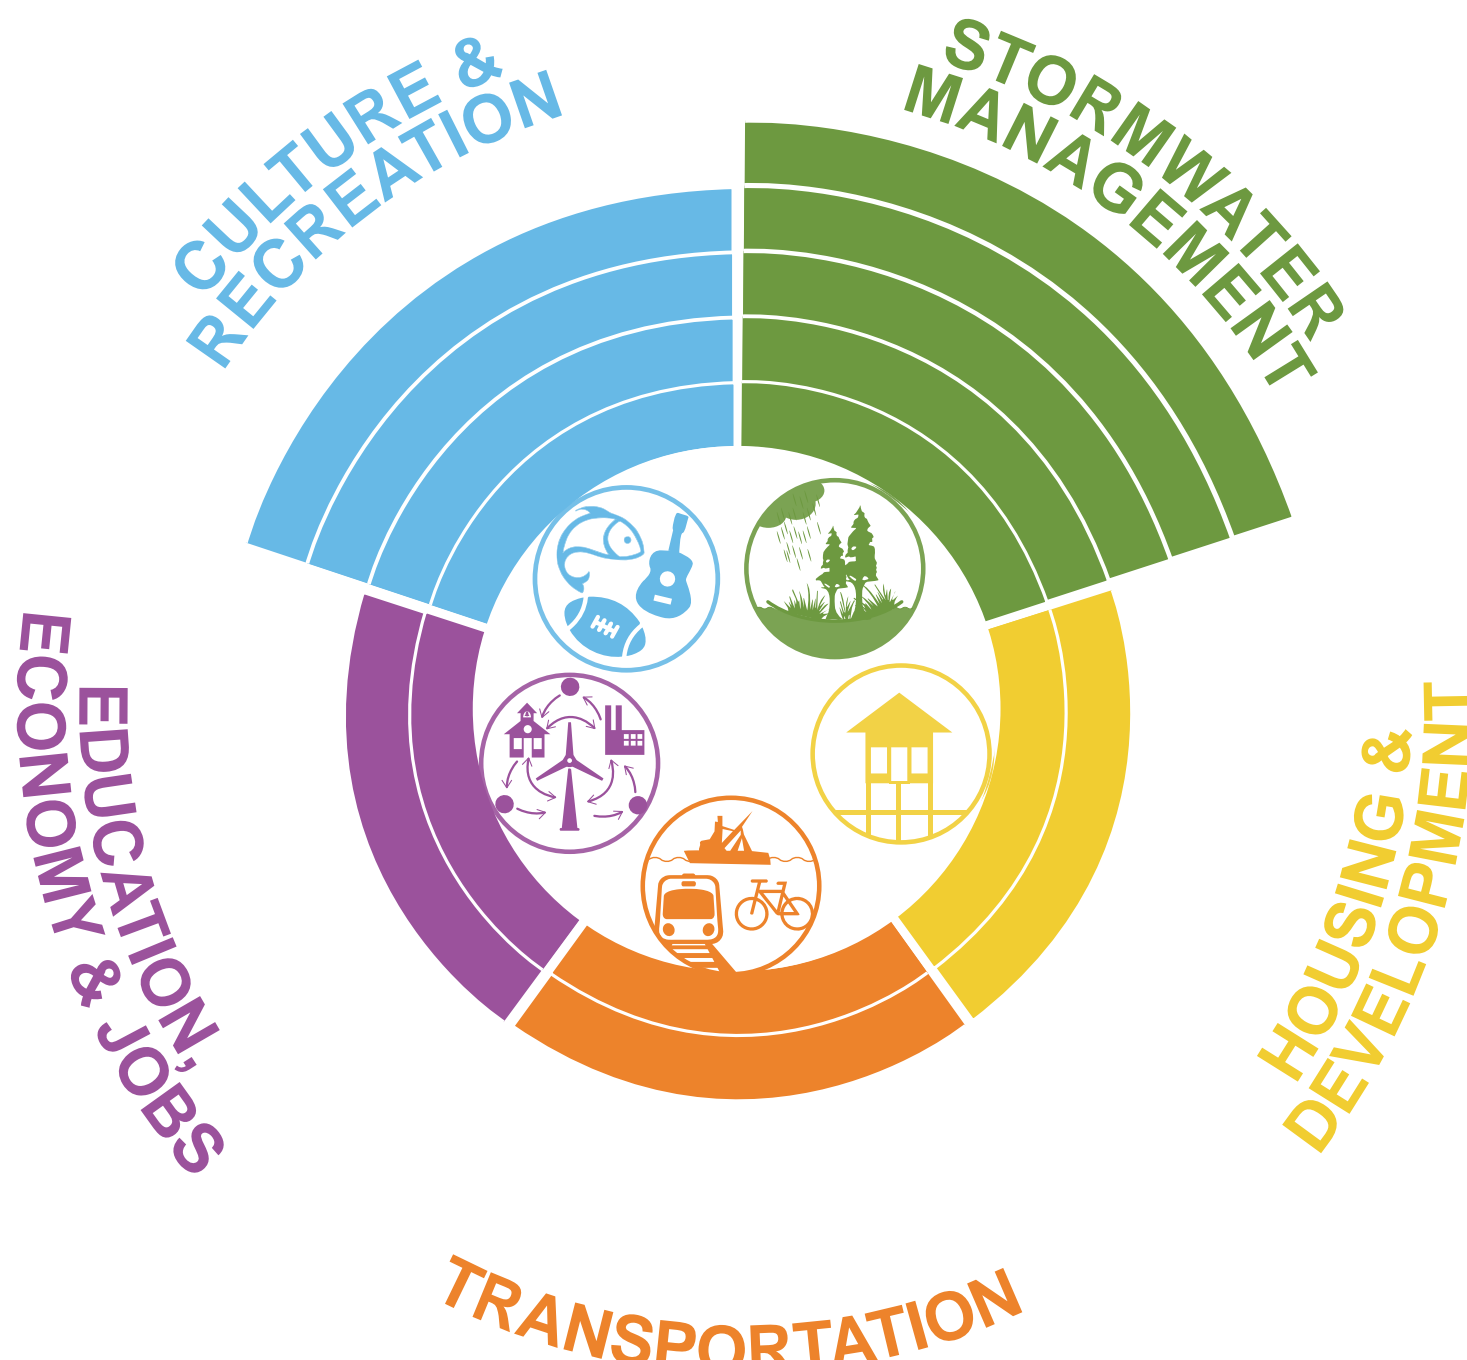 CULTURE &
RECREATION
STORMWATER
MANAGEMENT
EDUCATION,
ECONOMY & JOBS
HOUSING &
DEVELOPMENT
TRANSPORTATION